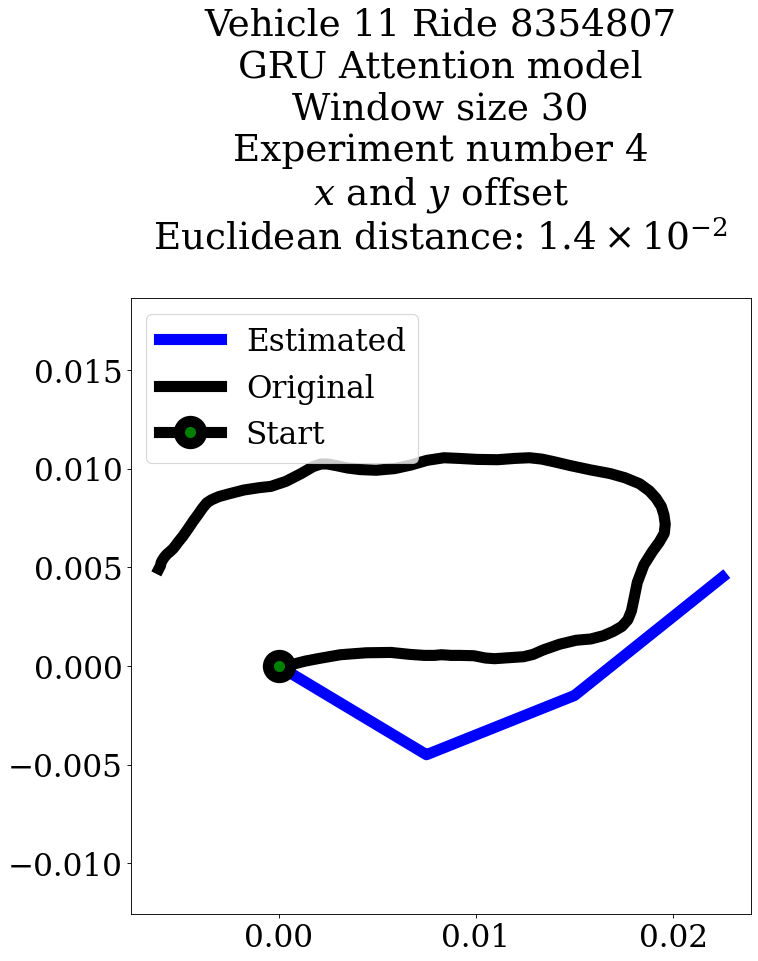 Vehicle 11 Ride 8354807
GRU Attention model
Window size 30
Experiment number 4
x and y offset
Euclidean distance: 1.4 × 10⁻²
Estimated
Original
Start
0.015
0.010
0.005
0.000
−0.005
−0.010
0.00 0.01 0.02